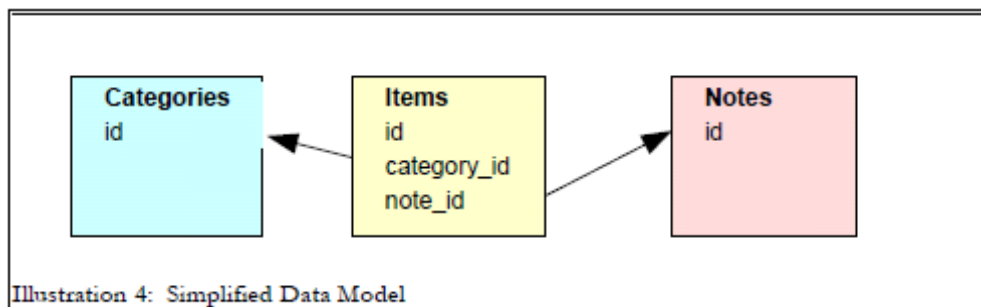 Categories
id
Items
id
category_id
note_id
Notes
id
Illustration 4: Simplified Data Model